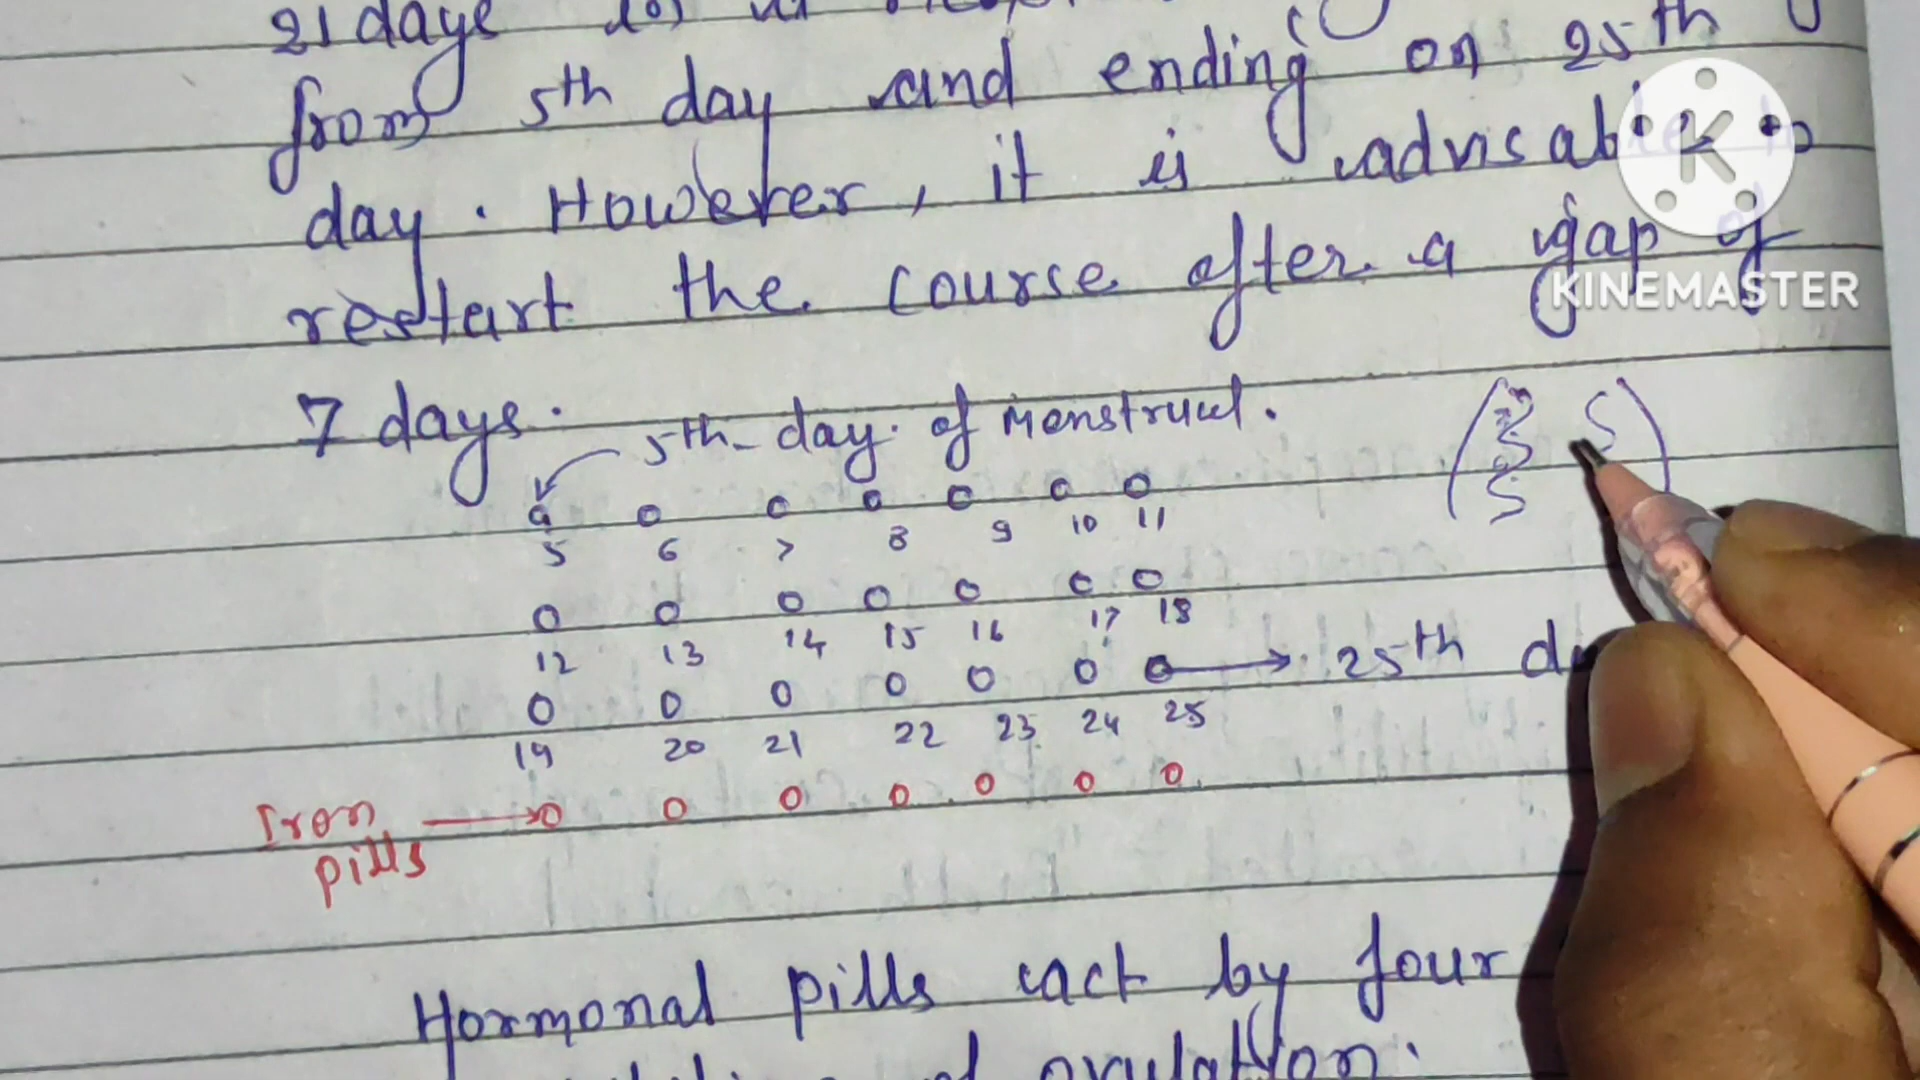 21 days
from 5th day and ending on 25th
day. However, it is advisable to
restart the course after a gap of
KINEMASTER
7 days.
5th day of Menstrual.
5 6 7 8 9 10 11
12 13 14 15 16 17 18
25th
19 20 21 22 23 24 25
Iron
pills
Hormonal pills act by four
of ovulation.